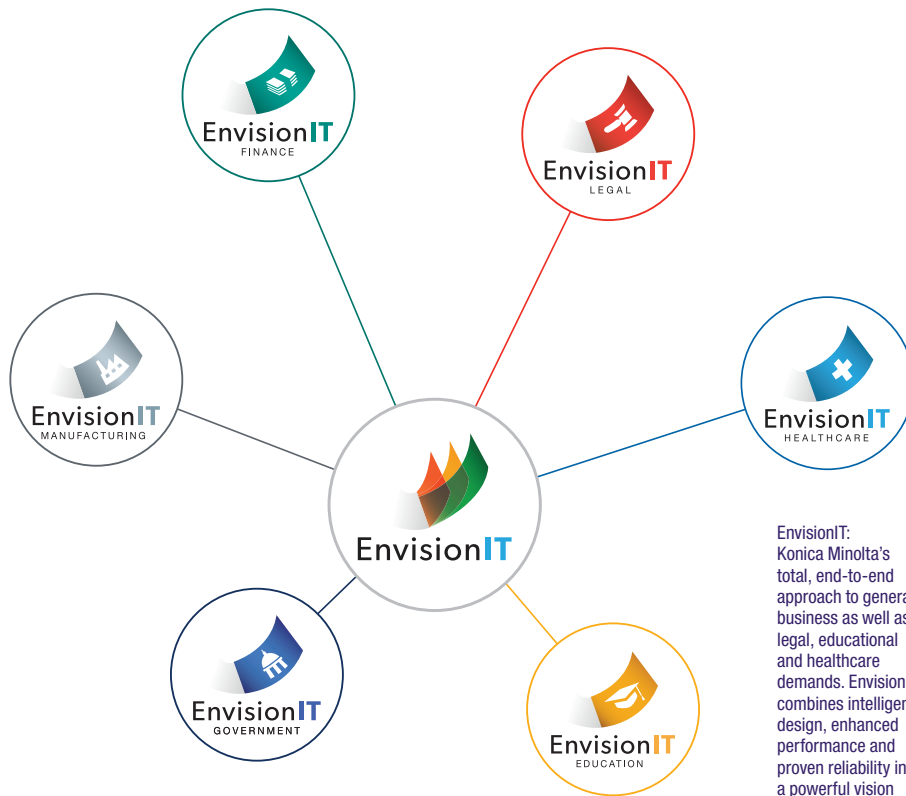 EnvisionIT
FINANCE
EnvisionIT
LEGAL
EnvisionIT
MANUFACTURING
EnvisionIT
HEALTHCARE
EnvisionIT
EnvisionIT
GOVERNMENT
EnvisionIT
EDUCATION
EnvisionIT:
Konica Minolta’s
total, end-to-end
approach to
business as well as
legal, educational
and healthcare
demands.
combines
design, enhanced
performance and
proven reliability in
a powerful vision